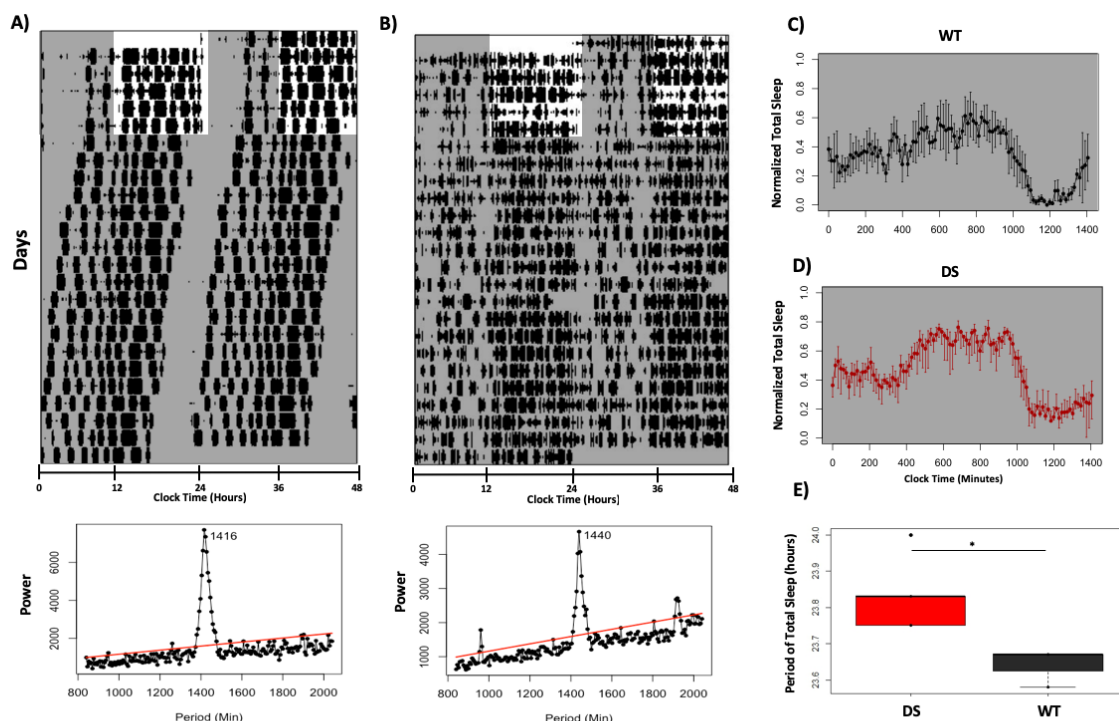 A)
B)
C)
WT
Normalized Total Sleep
1.0
0.8
0.6
0.4
0.2
0.0
0 200 400 600 800 1000 1200 1400
D)
DS
Normalized Total Sleep
1.0
0.8
0.6
0.4
0.2
0.0
0 200 400 600 800 1000 1200 1400
Clock Time (Minutes)
Days
0 12 24 36 48
Clock Time (Hours)
0 12 24 36 48
Clock Time (Hours)
E)
Period of Total Sleep (hours)
24.0
23.9
23.8
23.7
23.6
*
DS WT
Power
6000
4000
2000
1416
800 1000 1200 1400 1600 1800 2000
Period (Min)
Power
4000
3000
2000
1000
1440
800 1000 1200 1400 1600 1800 2000
Period (Min)